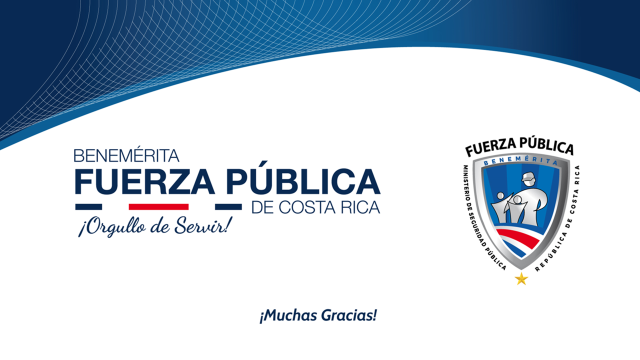 BENEMÉRITA
FUERZA PÚBLICA
DE COSTA RICA
¡Orgullo de Servir!
FUERZA PÚBLICA
BENEMÉRITA
MINISTERIO DE SEGURIDAD PÚBLICA
REPÚBLICA DE COSTA RICA
¡Muchas Gracias!